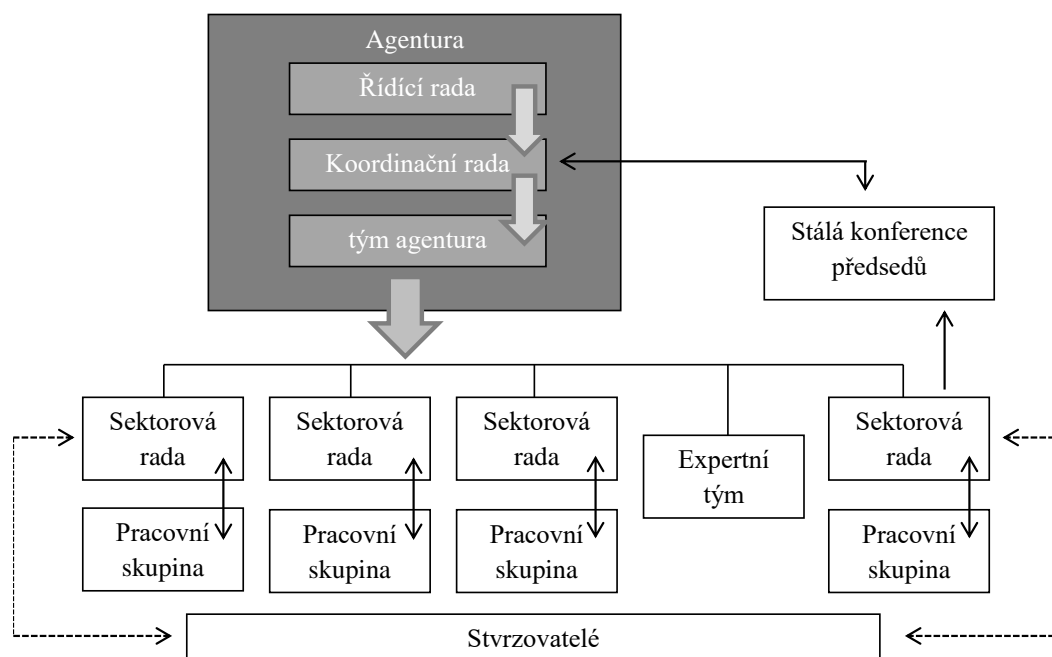 Agentura
Řídící rada
Koordinační rada
tým agentura
Stálá konference
předsedů
Sektorová
rada
Sektorová
rada
Sektorová
rada
Expertní
tým
Sektorová
rada
Pracovní
skupina
Pracovní
skupina
Pracovní
skupina
Pracovní
skupina
Stvrzovatelé